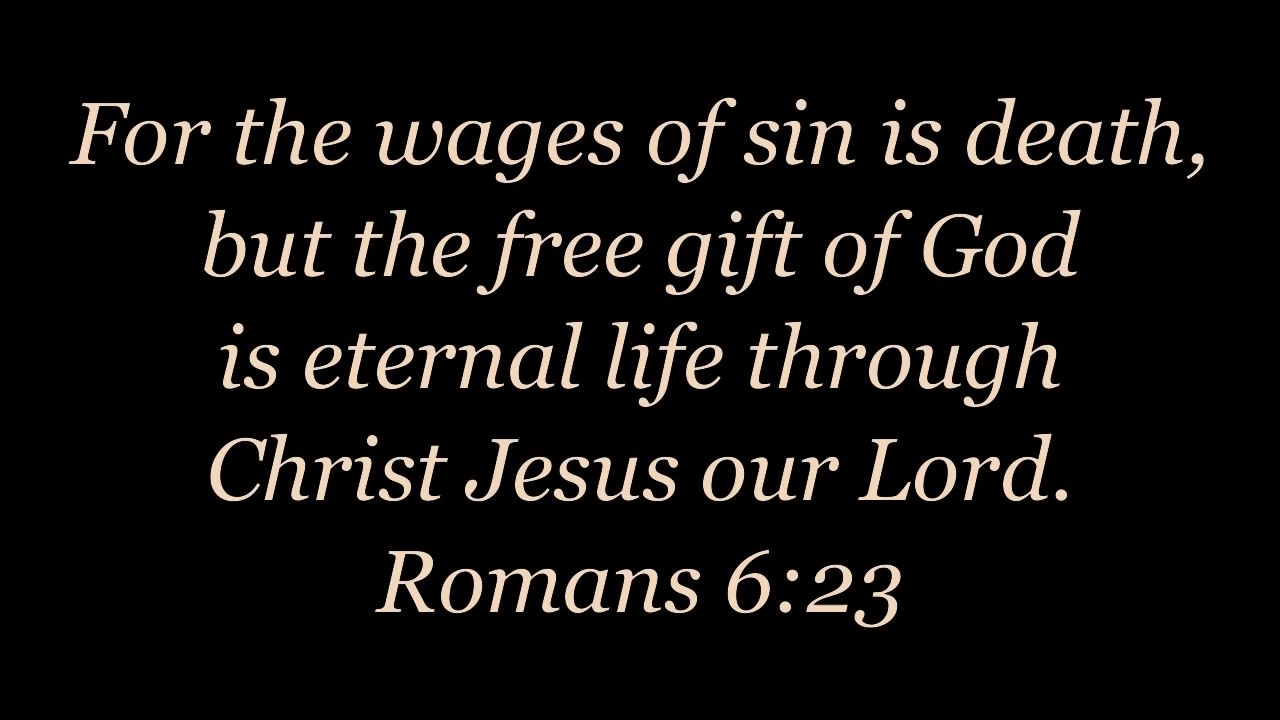 For the wages of sin is death,
but the free gift of God
is eternal life through
Christ Jesus our Lord.
Romans 6:23